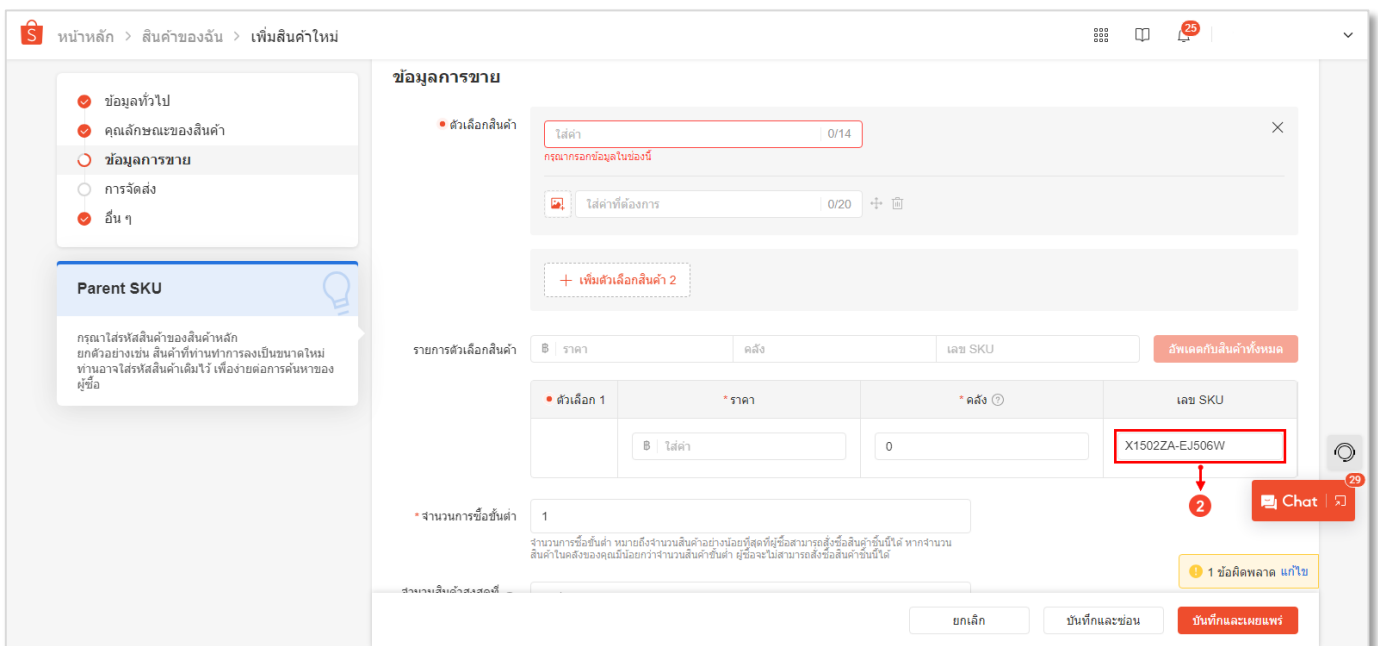 S
หน้าหลัก > สินค้าของฉัน > เพิ่มสินค้าใหม่
25
ข้อมูลทั่วไป
คุณลักษณะของสินค้า
ข้อมูลการขาย
การจัดส่ง
อื่น ๆ
Parent SKU
กรุณาใส่รหัสสินค้าของสินค้าหลัก
ยกตัวอย่างเช่น สินค้าที่ท่านทำการลงเป็นขนาดใหม่
ท่านอาจใส่รหัสสินค้าเดิมไว้ เพื่อง่ายต่อการค้นหาของ
ผู้ซื้อ
ข้อมูลการขาย
ตัวเลือกสินค้า
ใส่ค่า 0/14
กรุณากรอกข้อมูลในช่องนี้
ใส่ค่าที่ต้องการ 0/20
+ เพิ่มตัวเลือกสินค้า 2
รายการตัวเลือกสินค้า ฿ ราคา คลัง เลข SKU อัพเดตกับสินค้าทั้งหมด
ตัวเลือก 1 * ราคา * คลัง ? เลข SKU
฿ ใส่ค่า 0 X1502ZA-EJ506W
2
29
Chat
* จำนวนการซื้อขั้นต่ำ 1
จำนวนการซื้อขั้นต่ำ หมายถึงจำนวนสินค้าอย่างน้อยที่สุดที่ผู้ซื้อสามารถสั่งซื้อสินค้าชิ้นนี้ได้ หากจำนวน
สินค้าในคลังของคุณมีน้อยกว่าจำนวนสินค้าขั้นต่ำ ผู้ซื้อจะไม่สามารถสั่งซื้อสินค้าชิ้นนี้ได้
1 ข้อผิดพลาด แก้ไข
จำนวนสินค้าสูงสุดที่
ยกเลิก บันทึกและซ่อน บันทึกและเผยแพร่